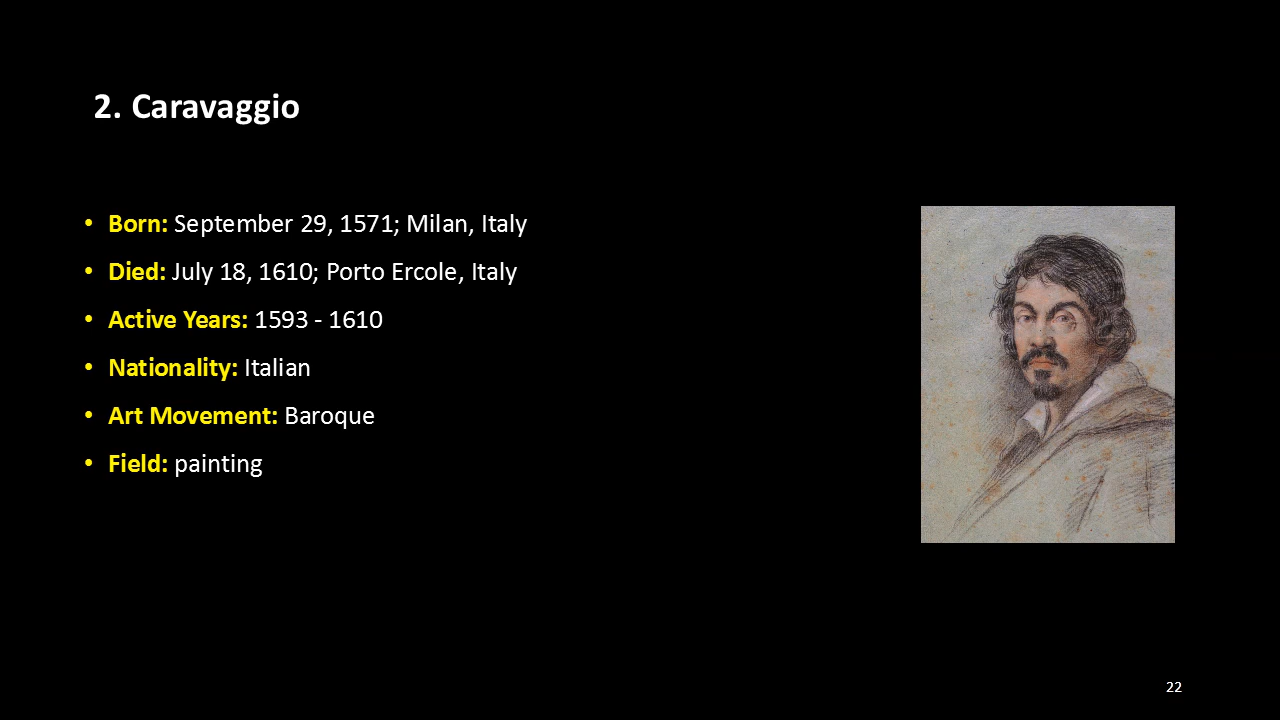 2. Caravaggio
• Born: September 29, 1571; Milan, Italy
• Died: July 18, 1610; Porto Ercole, Italy
• Active Years: 1593 - 1610
• Nationality: Italian
• Art Movement: Baroque
• Field: painting
22